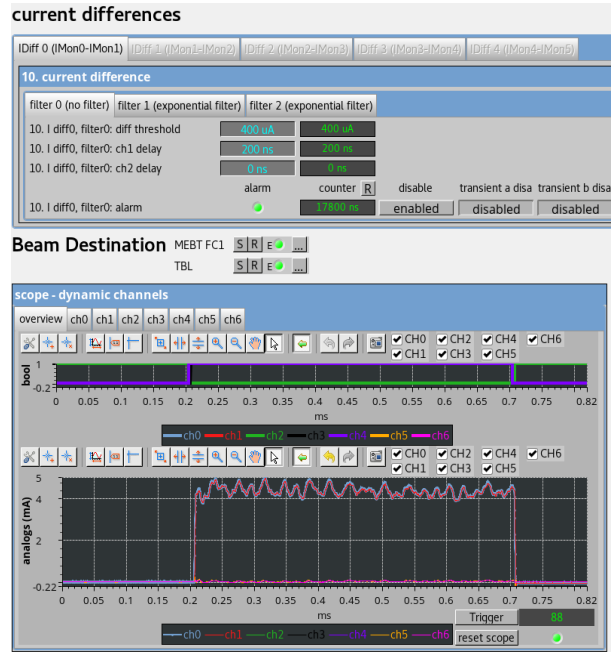 current differences
IDiff 0 (IMon0-IMon1) IDiff 1 (IMon1-IMon2) IDiff 2 (IMon2-IMon3) IDiff 3 (IMon3-IMon4) IDiff 4 (IMon4-IMon5)
10. current difference
filter 0 (no filter) filter 1 (exponential filter) filter 2 (exponential filter)
10. I diff0, filter0: diff threshold 400 uA 400 uA
10. I diff0, filter0: ch1 delay 200 ns 200 ns
10. I diff0, filter0: ch2 delay 0 ns 0 ns
alarm counter R disable transient a disa transient b disa
10. I diff0, filter0: alarm 17800 ns enabled disabled disabled
Beam Destination MEBT FC1 S R E ...
TBL S R E ...
scope - dynamic channels
overview ch0 ch1 ch2 ch3 ch4 ch5 ch6
CH0 CH2 CH4 CH6
CH1 CH3 CH5
bool
1
-0.2
0 0.05 0.1 0.15 0.2 0.25 0.3 0.35 0.4 0.45 0.5 0.55 0.6 0.65 0.7 0.75 0.82
ms
ch0 ch1 ch2 ch3 ch4 ch5 ch6
CH0 CH2 CH4 CH6
CH1 CH3 CH5
analogs (mA)
5
4
2
-0.22
0 0.05 0.1 0.15 0.2 0.25 0.3 0.35 0.4 0.45 0.5 0.55 0.6 0.65 0.7 0.75 0.82
ms
Trigger 88
ch0 ch1 ch2 ch3 ch4 ch5 ch6
reset scope